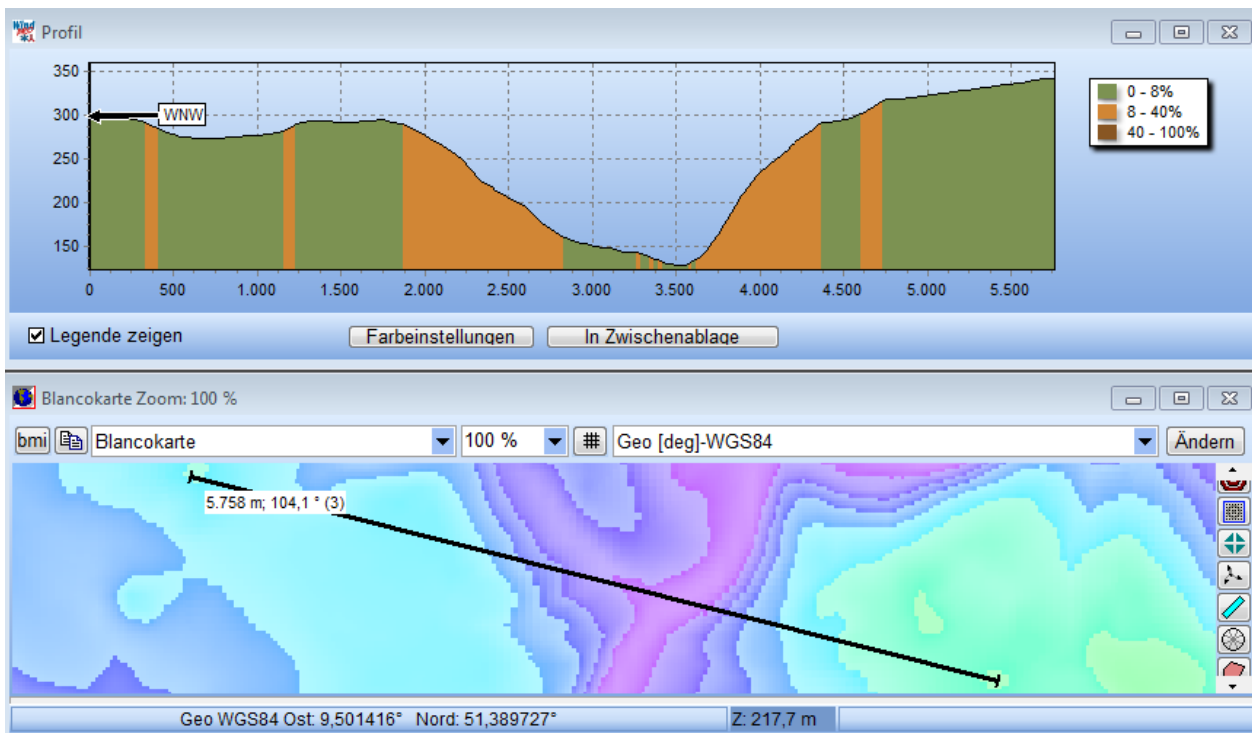 Wind
PRO
Profil
350
300
250
200
150
WNW
0 - 8%
8 - 40%
40 - 100%
0 500 1.000 1.500 2.000 2.500 3.000 3.500 4.000 4.500 5.000 5.500
Legende zeigen Farbeinstellungen In Zwischenablage
Blancokarte Zoom: 100 %
bmi Blancokarte 100 % Geo [deg]-WGS84 Ändern
5.758 m; 104,1 ° (3)
Geo WGS84 Ost: 9,501416° Nord: 51,389727° Z: 217,7 m